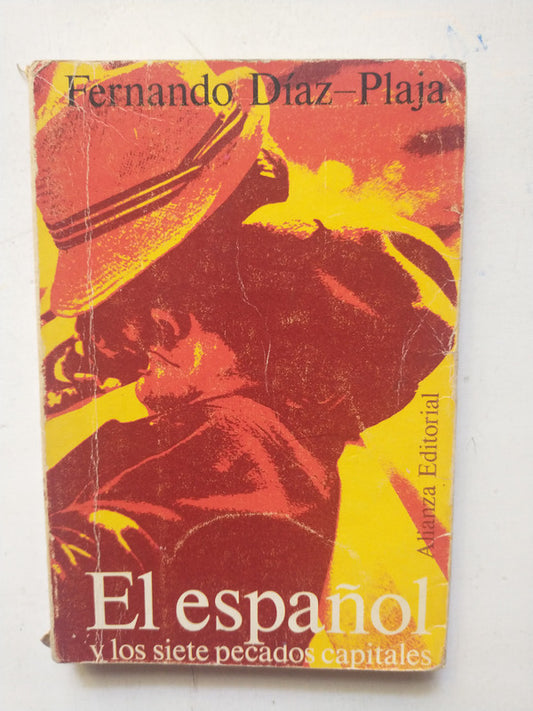 Fernando Díaz-Plaja
Alianza Editorial
El español
y los siete pecados capitales